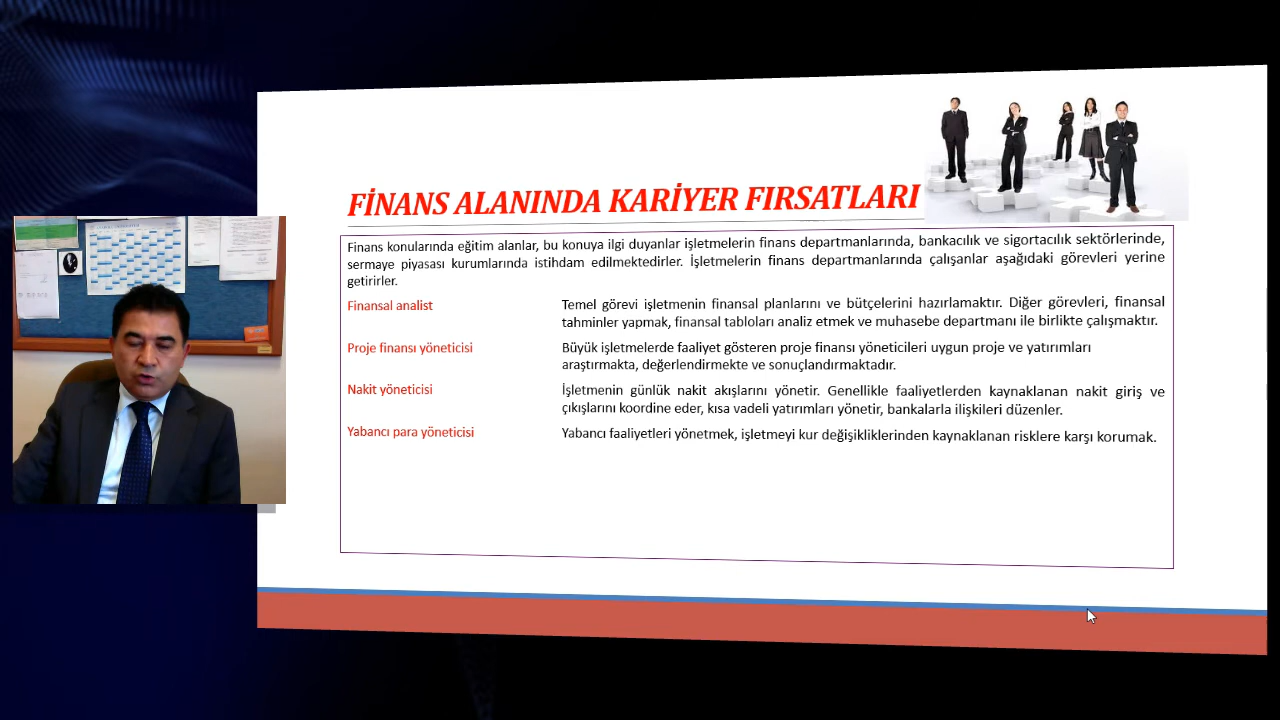 FİNANS ALANINDA KARİYER FIRSATLARI
Finans konularında eğitim alanlar, bu konuya ilgi duyanlar işletmelerin finans departmanlarında, bankacılık ve sigortacılık sektörlerinde,
sermaye piyasası kurumlarında istihdam edilmektedirler. İşletmelerin finans departmanlarında çalışanlar aşağıdaki görevleri yerine
getirirler.
Finansal analist
Temel görevi işletmenin finansal planlarını ve bütçelerini hazırlamaktır. Diğer görevleri, finansal
tahminler yapmak, finansal tabloları analiz etmek ve muhasebe departmanı ile birlikte çalışmaktır.
Proje finansı yöneticisi
Büyük işletmelerde faaliyet gösteren proje finansı yöneticileri uygun proje ve yatırımları
araştırmakta, değerlendirmekte ve sonuçlandırmaktadır.
Nakit yöneticisi
İşletmenin günlük nakit akışlarını yönetir. Genellikle faaliyetlerden kaynaklanan nakit giriş ve
çıkışlarını koordine eder, kısa vadeli yatırımları yönetir, bankalarla ilişkileri düzenler.
Yabancı para yöneticisi
Yabancı faaliyetleri yönetmek, işletmeyi kur değişikliklerinden kaynaklanan risklere karşı korumak.